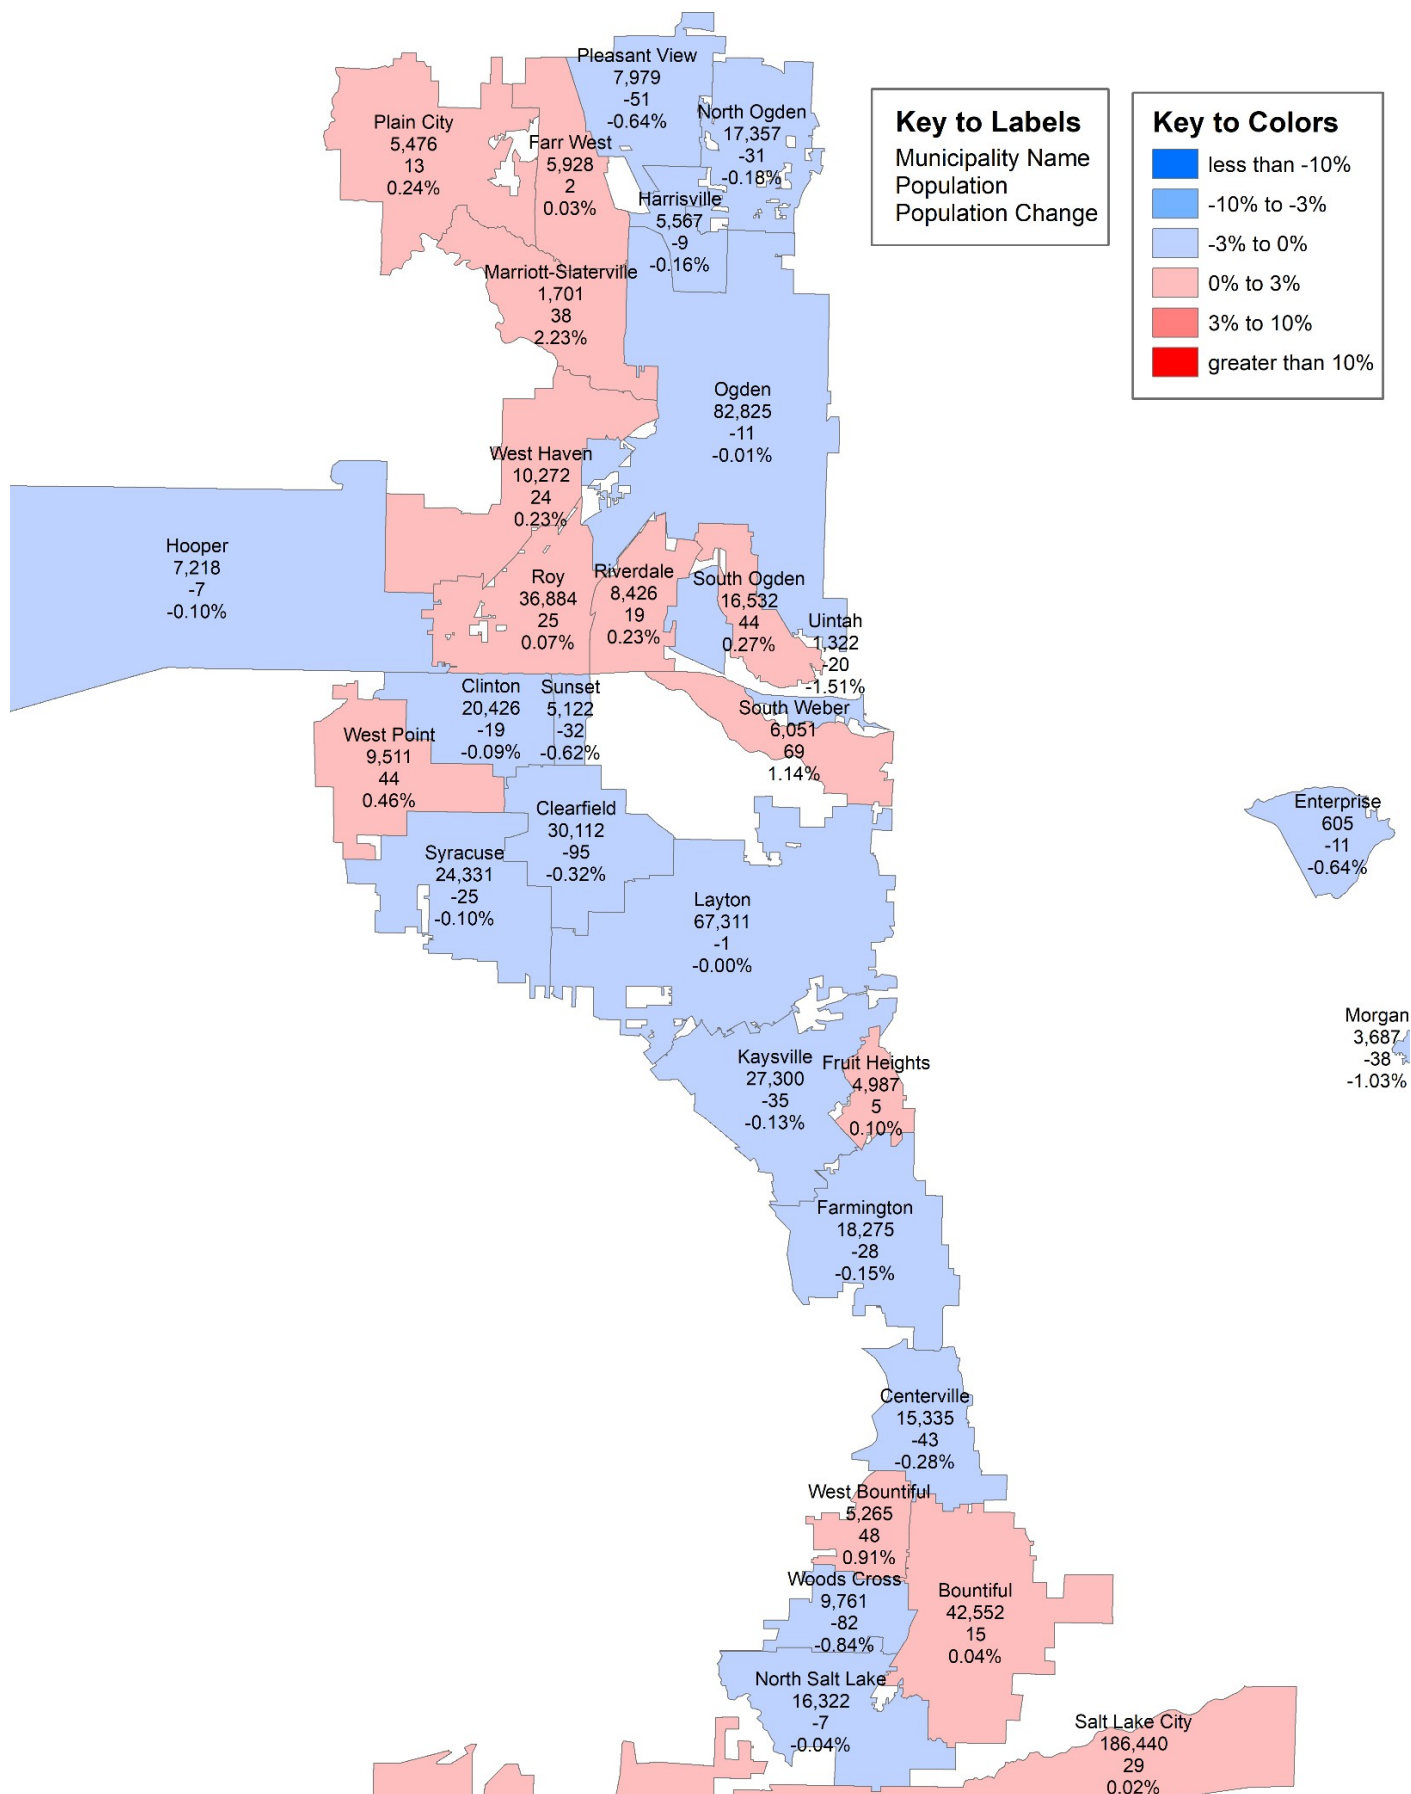 Pleasant View
7,979
-51
-0.64%
North Ogden
17,357
-31
-0.18%
Plain City
5,476
13
0.24%
Farr West
5,928
2
0.03%
Harrisville
5,567
-9
-0.16%
Key to Labels
Municipality Name
Population
Population Change
Key to Colors
less than -10%
-10% to -3%
-3% to 0%
0% to 3%
3% to 10%
greater than 10%
Marriott-Slaterville
1,701
38
2.23%
Ogden
82,825
-11
-0.01%
West Haven
10,272
24
0.23%
Hooper
7,218
-7
-0.10%
Roy
36,884
25
0.07%
Riverdale
8,426
19
0.23%
South Ogden
16,532
44
0.27%
Uintah
1,322
-20
-1.51%
Clinton
20,426
-19
-0.09%
Sunset
5,122
-32
-0.62%
South Weber
6,051
69
1.14%
West Point
9,511
44
0.46%
Clearfield
30,112
-95
-0.32%
Enterprise
605
-11
-0.64%
Syracuse
24,331
-25
-0.10%
Layton
67,311
-1
-0.00%
Morgan
3,687
-38
-1.03%
Kaysville
27,300
-35
-0.13%
Fruit Heights
4,987
5
0.10%
Farmington
18,275
-28
-0.15%
Centerville
15,335
-43
-0.28%
West Bountiful
5,265
48
0.91%
Woods Cross
9,761
-82
-0.84%
Bountiful
42,552
15
0.04%
North Salt Lake
16,322
-7
-0.04%
Salt Lake City
186,440
29
0.02%